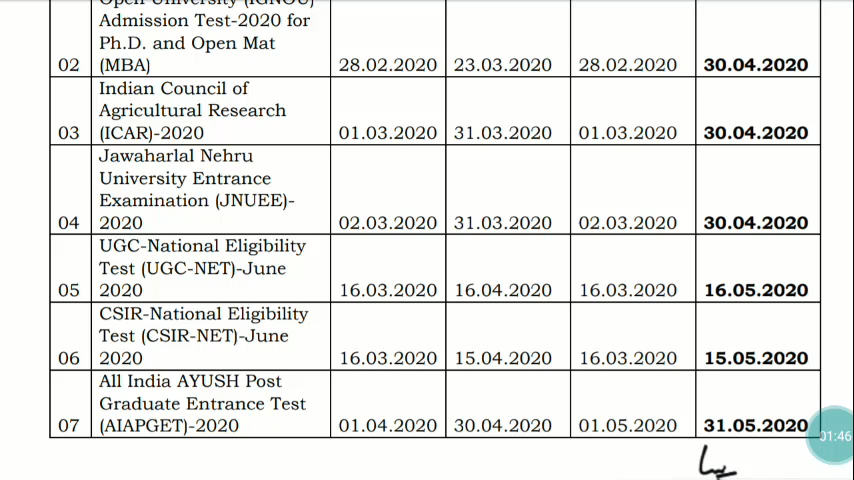 Open University (IGNOU)
Admission Test-2020 for
Ph.D. and Open Mat
02 (MBA) 28.02.2020 23.03.2020 28.02.2020 30.04.2020
Indian Council of
Agricultural Research
03 (ICAR)-2020 01.03.2020 31.03.2020 01.03.2020 30.04.2020
Jawaharlal Nehru
University Entrance
Examination (JNUEE)-
04 2020 02.03.2020 31.03.2020 02.03.2020 30.04.2020
UGC-National Eligibility
Test (UGC-NET)-June
05 2020 16.03.2020 16.04.2020 16.03.2020 16.05.2020
CSIR-National Eligibility
Test (CSIR-NET)-June
06 2020 16.03.2020 15.04.2020 16.03.2020 15.05.2020
All India AYUSH Post
Graduate Entrance Test
07 (AIAPGET)-2020 01.04.2020 30.04.2020 01.05.2020 31.05.2020
01:46